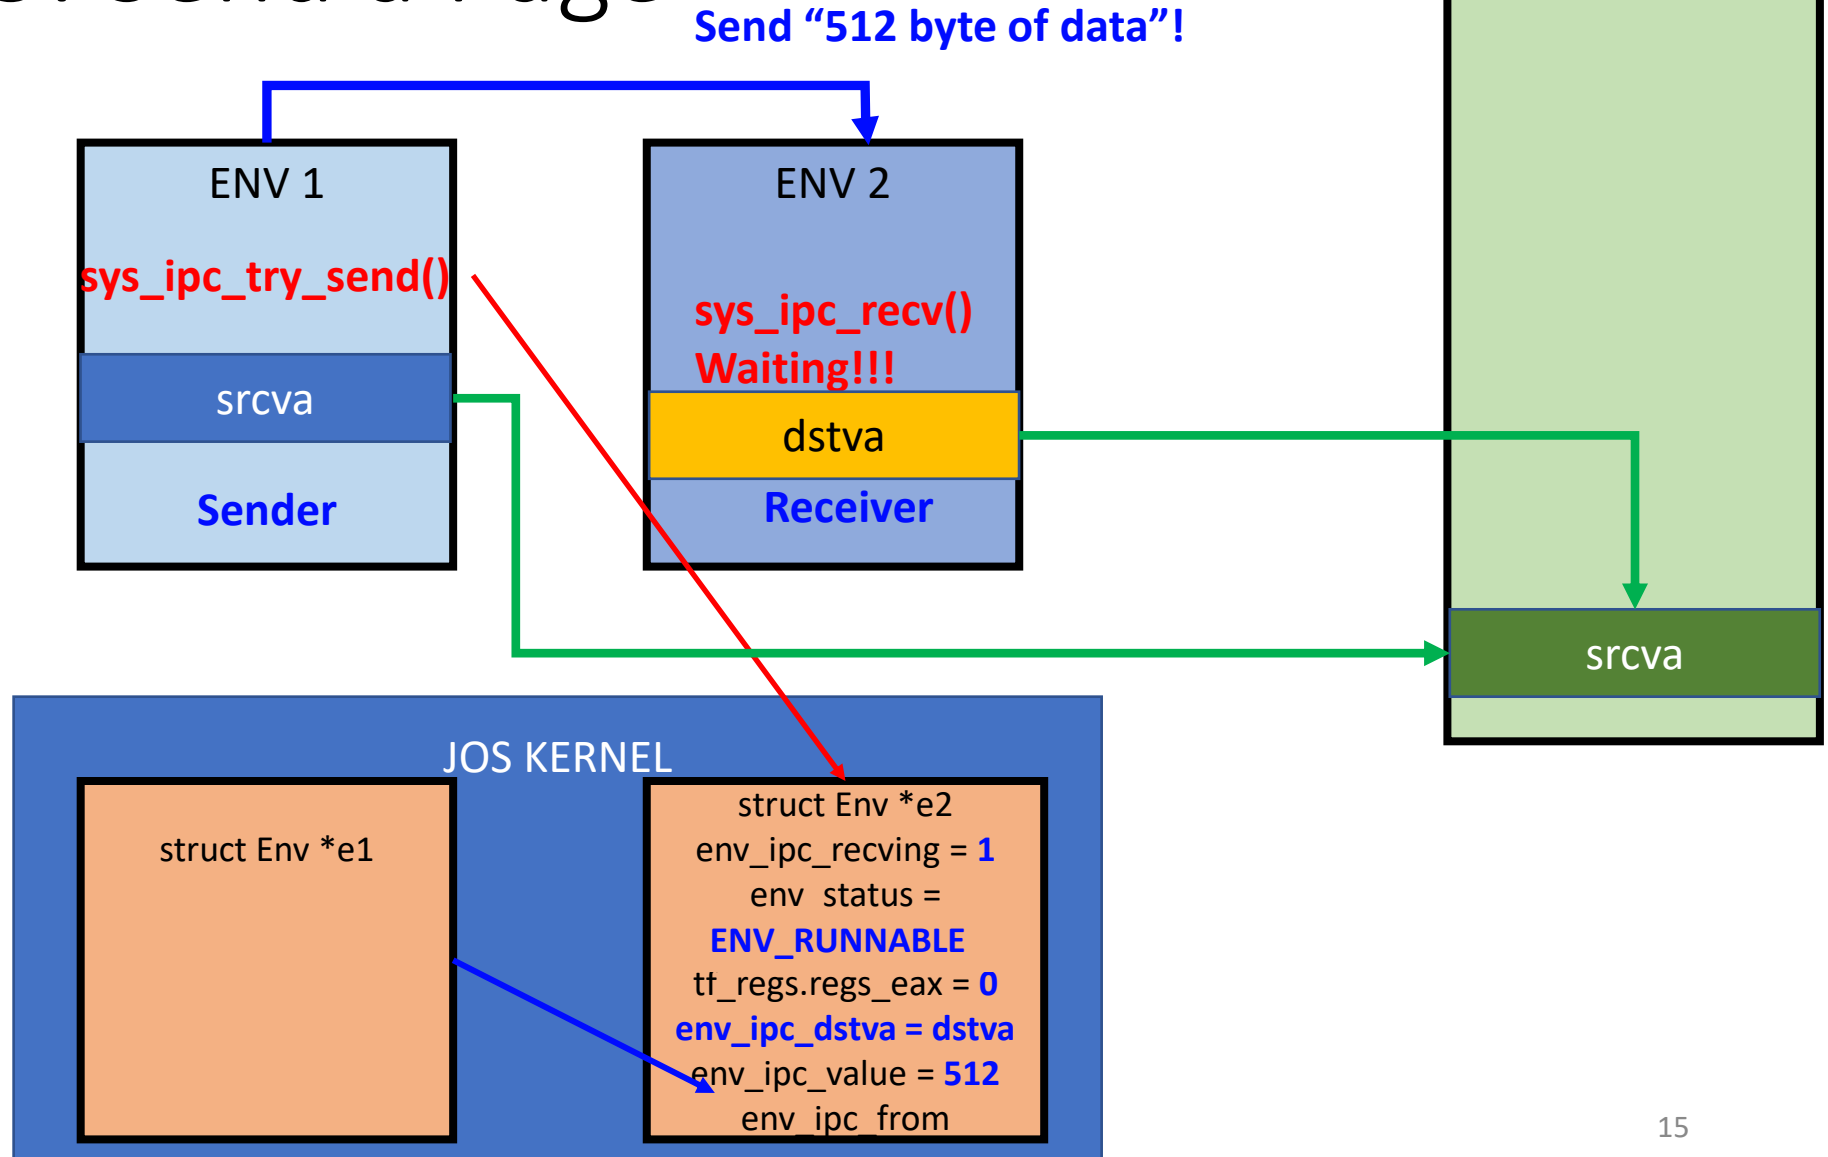 Send a Page
Send “512 byte of data”!
ENV 1
sys_ipc_try_send()
srcva
Sender
ENV 2
sys_ipc_recv()
Waiting!!!
dstva
Receiver
srcva
JOS KERNEL
struct Env *e1
struct Env *e2
env_ipc_recving = 1
env_status =
ENV_RUNNABLE
tf_regs.regs_eax = 0
env_ipc_dstva = dstva
env_ipc_value = 512
env_ipc_from
15